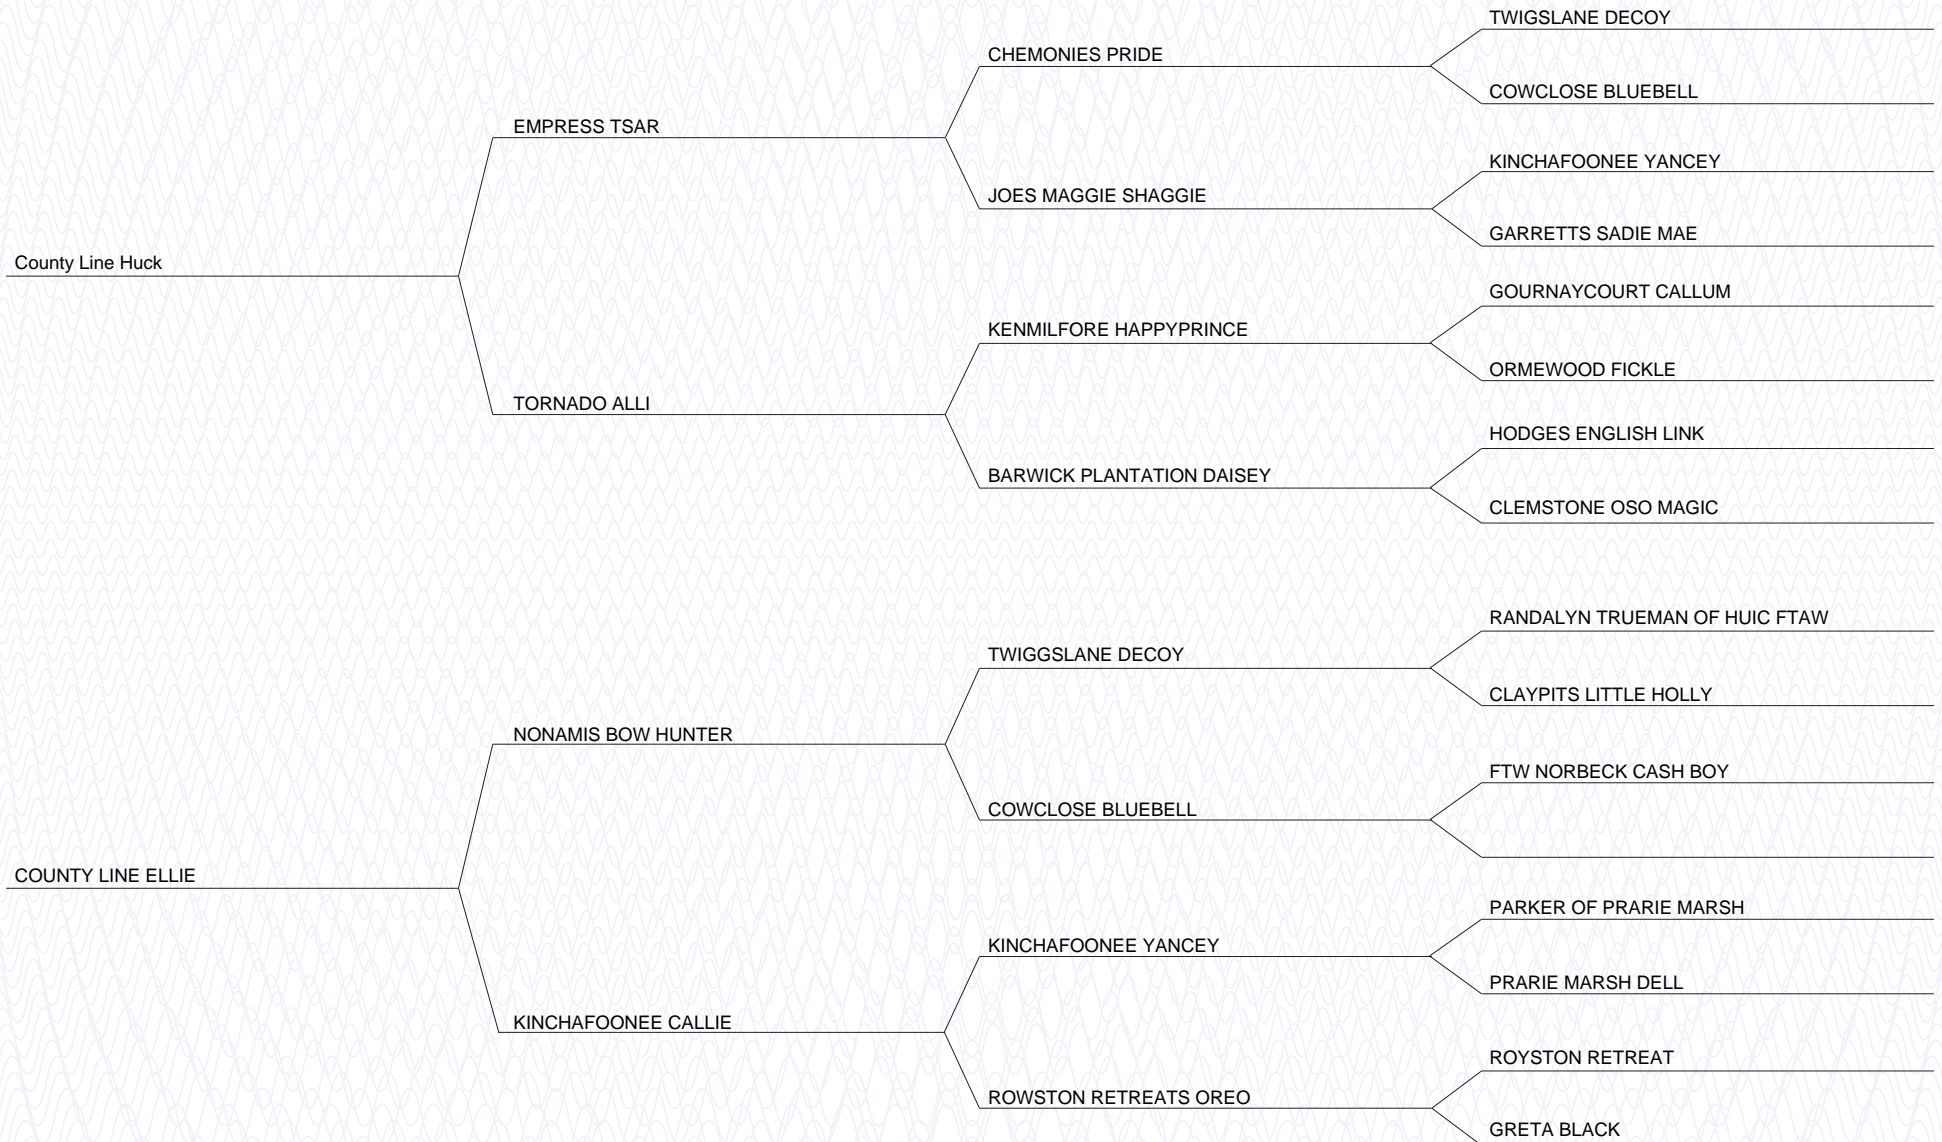 TWIGSLANE DECOY
CHEMONIES PRIDE
COWCLOSE BLUEBELL
EMPRESS TSAR
KINCHAFOONEE YANCEY
JOES MAGGIE SHAGGIE
GARRETTS SADIE MAE
County Line Huck
GOURNAYCOURT CALLUM
KENMILFORE HAPPYPRINCE
ORMEWOOD FICKLE
TORNADO ALLI
HODGES ENGLISH LINK
BARWICK PLANTATION DAISEY
CLEMSTONE OSO MAGIC
RANDALYN TRUEMAN OF HUIC FTAW
TWIGGSLANE DECOY
CLAYPITS LITTLE HOLLY
NONAMIS BOW HUNTER
FTW NORBECK CASH BOY
COWCLOSE BLUEBELL
COUNTY LINE ELLIE
PARKER OF PRARIE MARSH
KINCHAFOONEE YANCEY
PRARIE MARSH DELL
KINCHAFOONEE CALLIE
ROYSTON RETREAT
ROWSTON RETREATS OREO
GRETA BLACK